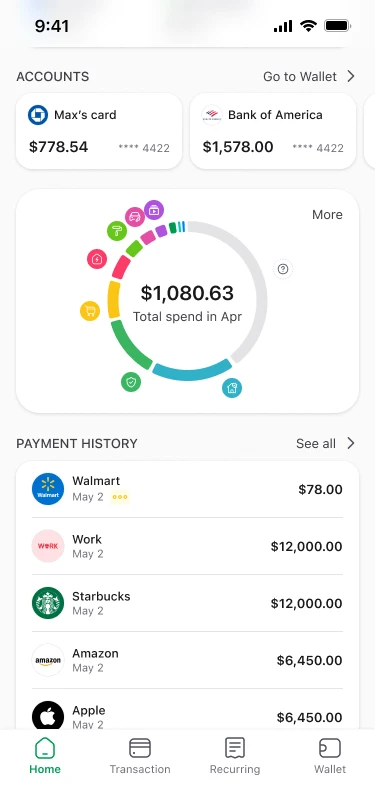 9:41
ACCOUNTS
Go to Wallet
Max's card
$778.54
**** 4422
Bank of America
$1,578.00
**** 4422
More
$1,080.63
Total spend in Apr
PAYMENT HISTORY
See all
Walmart
Walmart
May 2
$78.00
WORK
Work
May 2
$12,000.00
Starbucks
May 2
$12,000.00
amazon
Amazon
May 2
$6,450.00
Apple
May 2
$6,450.00
Home
Transaction
Recurring
Wallet